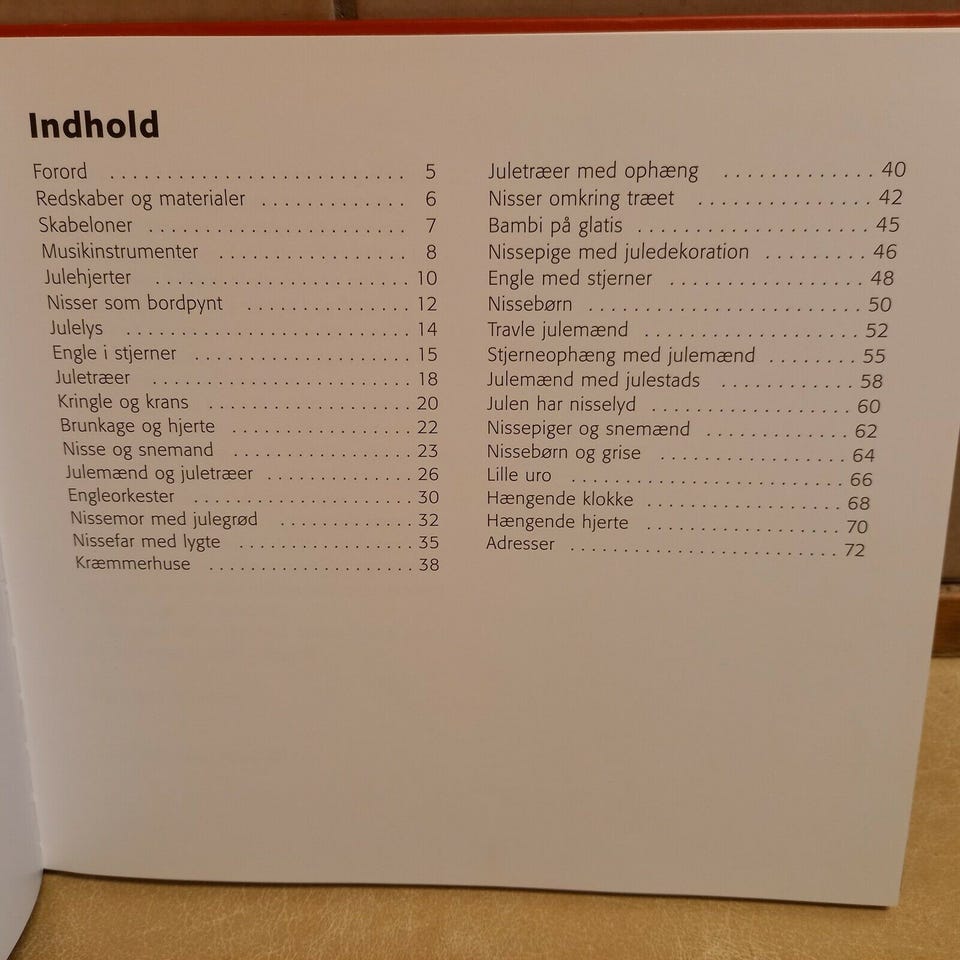 Indhold
Forord . . . . . . . . . . . . . . . . . . . . . . . . . . . 5
Redskaber og materialer . . . . . . . . . . . . . 6
Skabeloner . . . . . . . . . . . . . . . . . . . . . 7
Musikinstrumenter . . . . . . . . . . . . . . . . . 8
Julehjerter . . . . . . . . . . . . . . . . . . . . . . . 10
Nisser som bordpynt . . . . . . . . . . . . . . . 12
Julelys . . . . . . . . . . . . . . . . . . . . . . . . . . 14
Engle i stjerner . . . . . . . . . . . . . . . . . . . . 15
Juletræer . . . . . . . . . . . . . . . . . . . . . . . . 18
Kringle og krans . . . . . . . . . . . . . . . . . . . 20
Brunkage og hjerte . . . . . . . . . . . . . . . . . 22
Nisse og snemand . . . . . . . . . . . . . . . . . 23
Julemænd og juletræer . . . . . . . . . . . . . 26
Engleorkester . . . . . . . . . . . . . . . . . . . . 30
Nissemor med julegrød . . . . . . . . . . . . 32
Nissefar med lygte . . . . . . . . . . . . . . . . 35
Kræmmerhuse . . . . . . . . . . . . . . . . . . . 38
Juletræer med ophæng . . . . . . . . . . . . . 40
Nisser omkring træet . . . . . . . . . . . . . . . 42
Bambi på glatis . . . . . . . . . . . . . . . . . . . . 45
Nissepige med juledekoration . . . . . . . . . 46
Engle med stjerner . . . . . . . . . . . . . . . . . 48
Nissebørn . . . . . . . . . . . . . . . . . . . . . . . 50
Travle julemænd . . . . . . . . . . . . . . . . . . . 52
Stjerneophæng med julemænd . . . . . . . . 55
Julemænd med julestads . . . . . . . . . . . . 58
Julen har nisselyd . . . . . . . . . . . . . . . . . . 60
Nissepiger og snemænd . . . . . . . . . . . . . 62
Nissebørn og grise . . . . . . . . . . . . . . . . . 64
Lille uro . . . . . . . . . . . . . . . . . . . . . . . . . 66
Hængende klokke . . . . . . . . . . . . . . . . . . 68
Hængende hjerte . . . . . . . . . . . . . . . . . . 70
Adresser . . . . . . . . . . . . . . . . . . . . . . . . 72